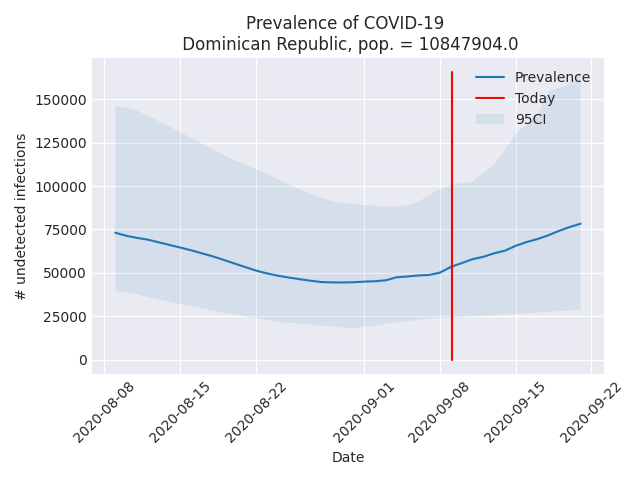 Prevalence of COVID-19
Dominican Republic, pop. = 10847904.0
Prevalence
Today
95CI
150000
125000
100000
75000
50000
25000
0
# undetected infections
2020-08-08
2020-08-15
2020-08-22
2020-09-01
2020-09-08
2020-09-15
2020-09-22
Date